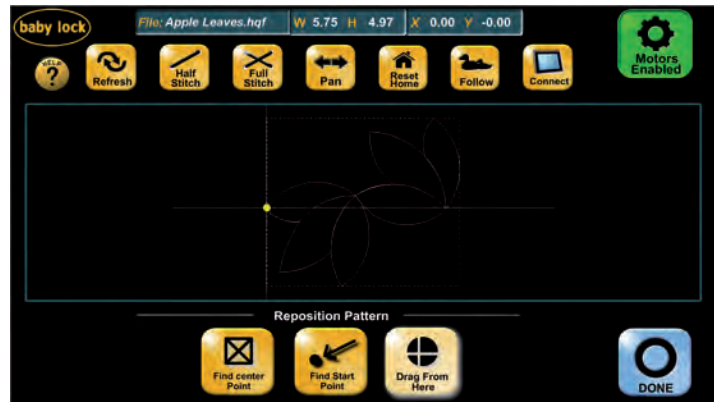 baby lock
File: Apple Leaves.hqf W 5.75 H 4.97 X 0.00 Y -0.00
Motors
Enabled
HELP
?
Refresh
Half
Stitch
Full
Stitch
Pan
Reset
Home
Follow
Connect
Reposition Pattern
Find center
Point
Find Start
Point
Drag From
Here
DONE